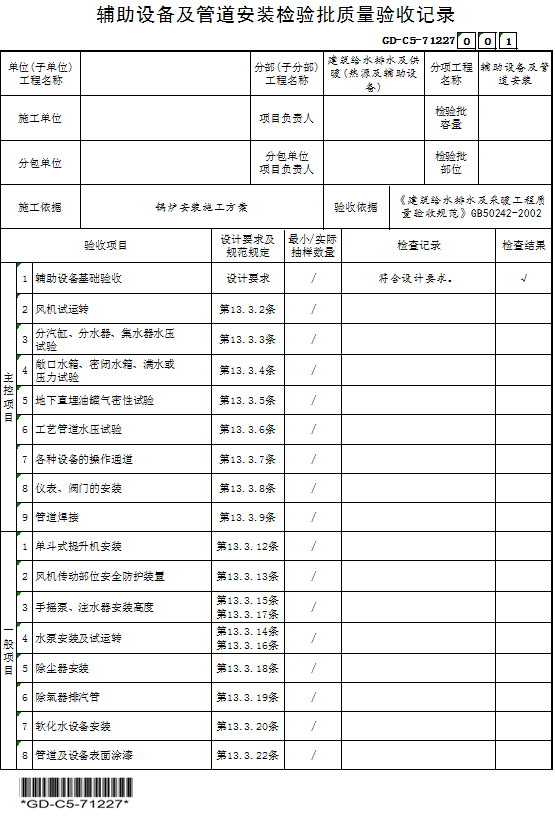 辅助设备及管道安装检验批质量验收记录
GD-C5-71227 0 0 1
单位(子单位)
工程名称
分部(子分部)
工程名称
建筑给水排水及供
暖(热源及辅助设
备)
分项工程
名称
辅助设备及管
道安装
施工单位
项目负责人
检验批
容量
分包单位
分包单位
项目负责人
检验批
部位
施工依据
锅炉安装施工方案
验收依据
《建筑给水排水及采暖工程质
量验收规范》GB50242-2002
验收项目
设计要求及
规范规定
最小/实际
抽样数量
检查记录
检查结果
主控项目
1 辅助设备基础验收 设计要求 / 符合设计要求。 √
2 风机试运转 第13.3.2条 /
3 分汽缸、分水器、集水器水压
试验 第13.3.3条 /
4 敞口水箱、密闭水箱、满水或
压力试验 第13.3.4条 /
5 地下直埋油罐气密性试验 第13.3.5条 /
6 工艺管道水压试验 第13.3.6条 /
7 各种设备的操作通道 第13.3.7条 /
8 仪表、阀门的安装 第13.3.8条 /
9 管道焊接 第13.3.9条 /
一般项目
1 单斗式提升机安装 第13.3.12条 /
2 风机传动部位安全防护装置 第13.3.13条 /
3 手摇泵、注水器安装高度 第13.3.15条
第13.3.17条 /
4 水泵安装及试运转 第13.3.14条
第13.3.16条 /
5 除尘器安装 第13.3.18条 /
6 除氧器排汽管 第13.3.19条 /
7 软化水设备安装 第13.3.20条 /
8 管道及设备表面涂漆 第13.3.22条 /
*GD-C5-71227*